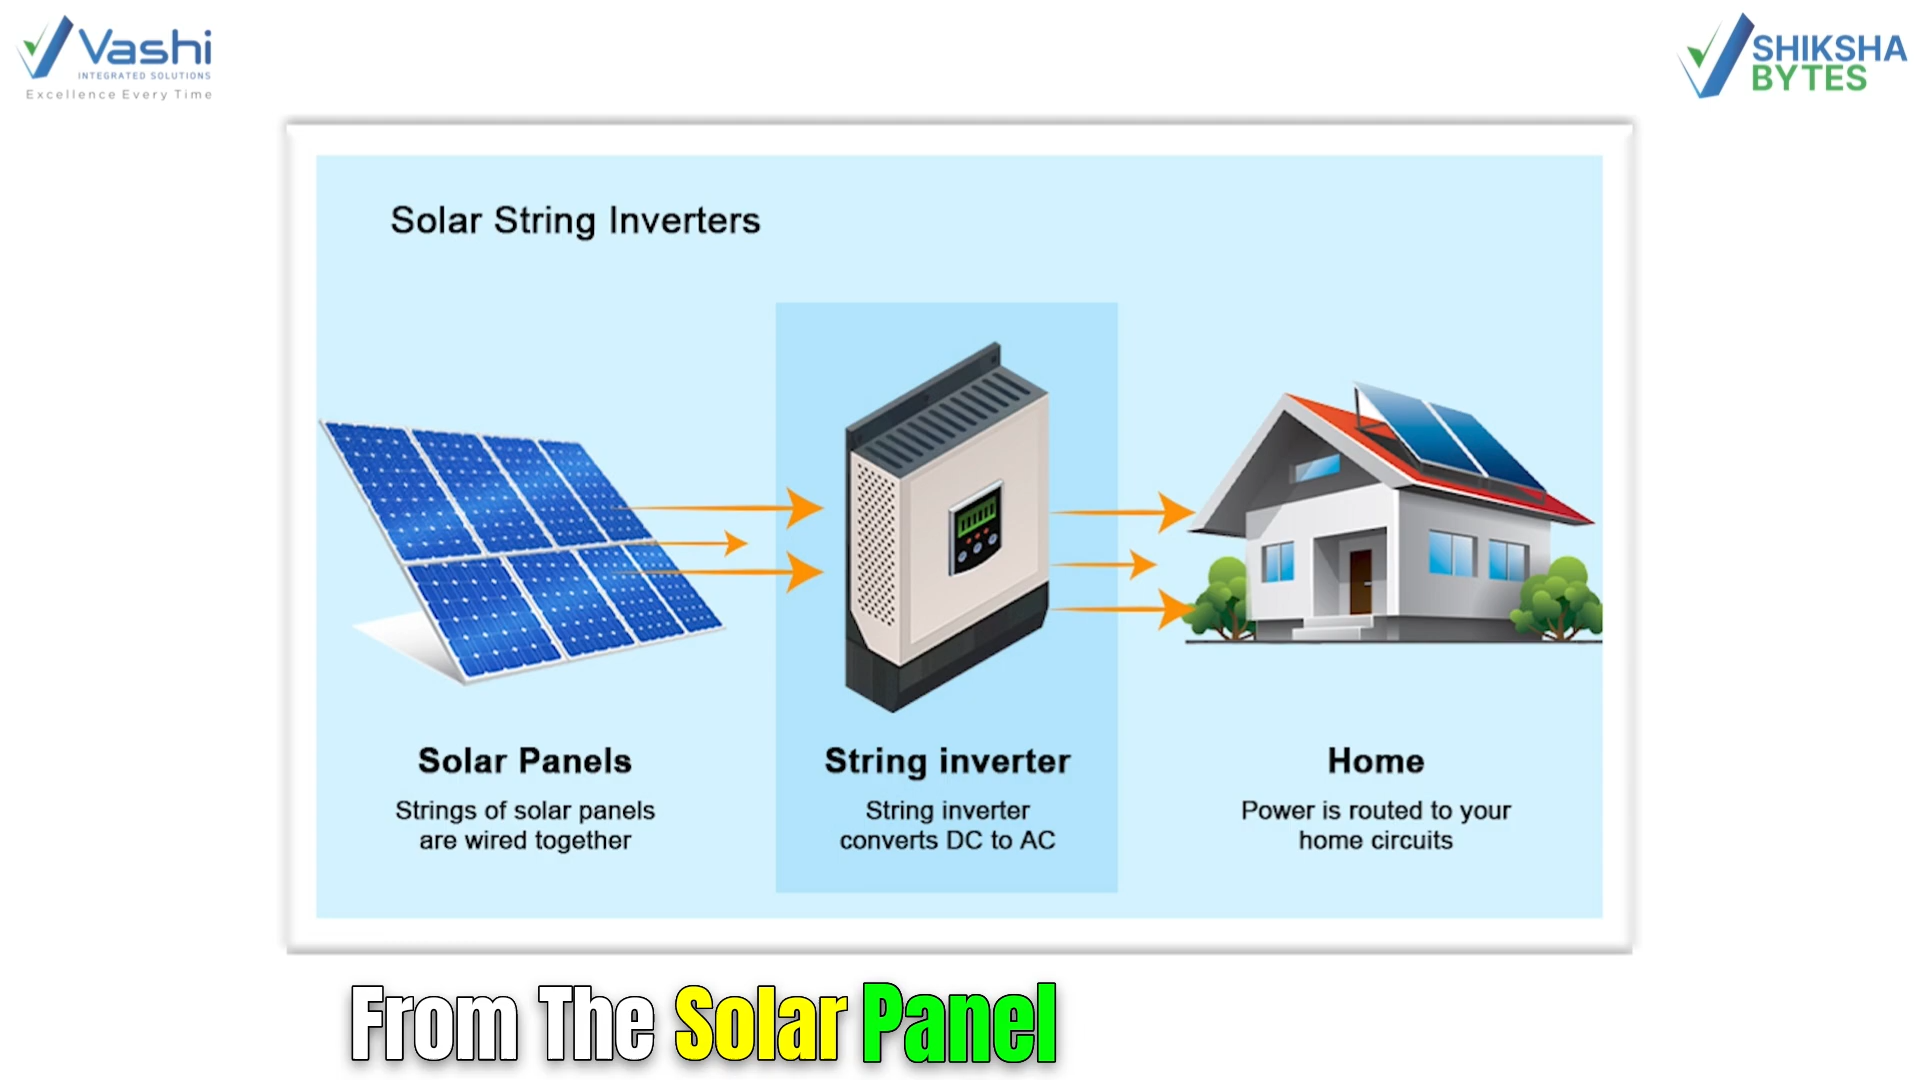 Vashi
INTEGRATED SOLUTIONS
Excellence Every Time
SHIKSHA
BYTES
Solar String Inverters
Solar Panels
Strings of solar panels
are wired together
String inverter
String inverter
converts DC to AC
Home
Power is routed to your
home circuits
From The Solar Panel